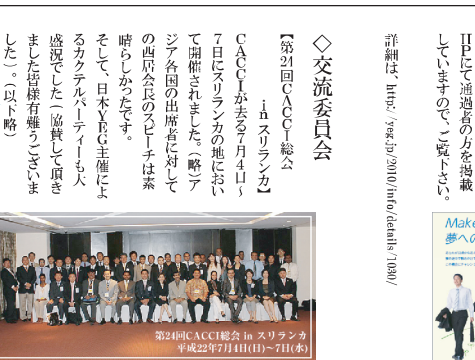 HPにて通過者の方を掲載
していますので、ご覧下さい。
詳細は、http://yeg.jp/2010/info/details/1080/
◇交流委員会
【第24回CACCI総会
inスリランカ】
CACCIが去る7月4日～
7日にスリランカの地におい
て開催されました。(略)ア
ジア各国の出席者に対して
の西居会長のスピーチは素
晴らしかったです。
そして、日本YEG主催によ
るカクテルパーティーも大
盛況でした（協賛して頂き
ました皆様有難うございま
した）。（以下略）
第24回CACCI総会 in スリランカ
平成22年7月4日(日)～7日(水)
Make
夢への